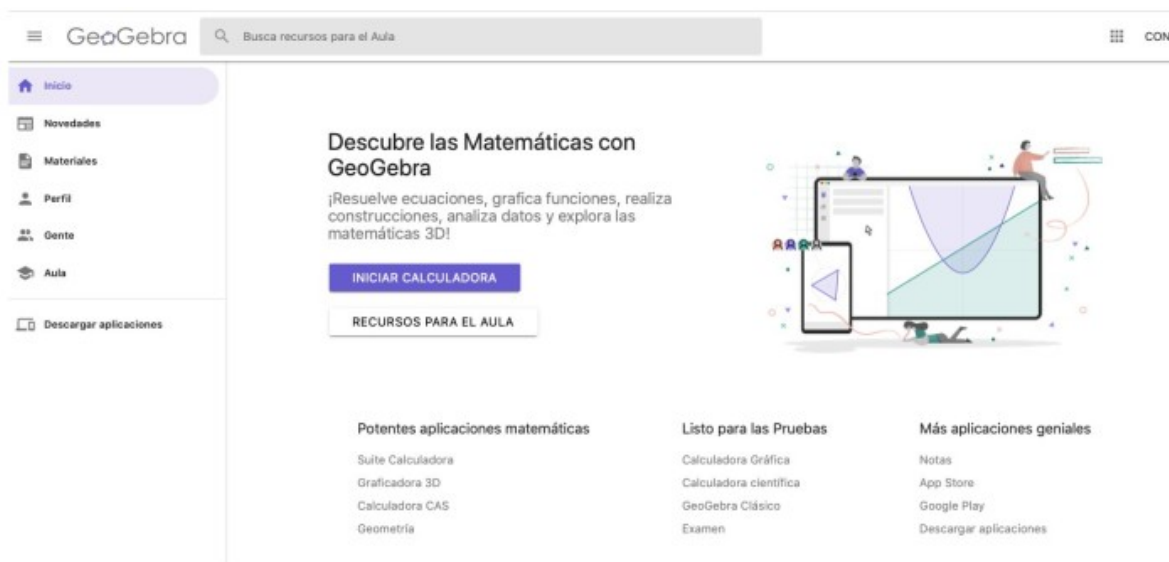 GeoGebra
Busca recursos para el Aula
CON
Inicio
Novedades
Materiales
Perfil
Gente
Aula
Descargar aplicaciones
Descubre las Matemáticas con
GeoGebra
¡Resuelve ecuaciones, grafica funciones, realiza
construcciones, analiza datos y explora las
matemáticas 3D!
INICIAR CALCULADORA
RECURSOS PARA EL AULA
Potentes aplicaciones matemáticas
Suite Calculadora
Graficadora 3D
Calculadora CAS
Geometría
Listo para las Pruebas
Calculadora Gráfica
Calculadora científica
GeoGebra Clásico
Examen
Más aplicaciones geniales
Notas
App Store
Google Play
Descargar aplicaciones